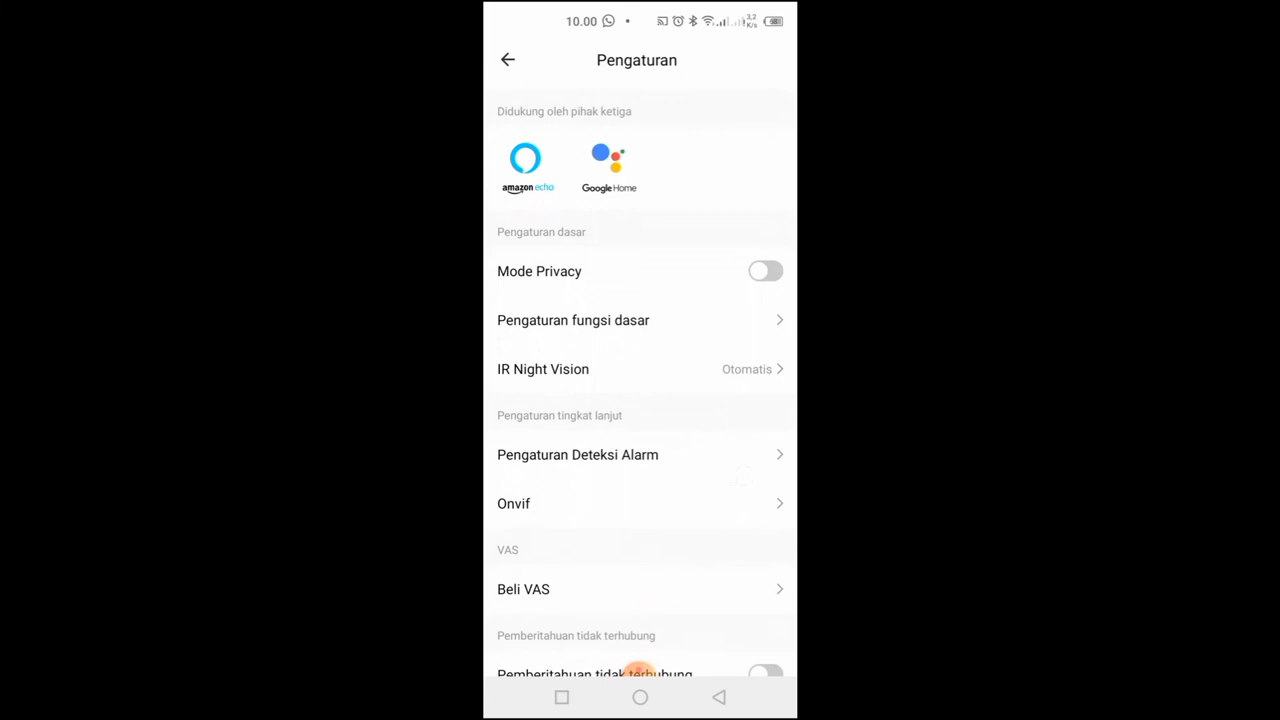 10.00
3,2
K/s
Pengaturan
Didukung oleh pihak ketiga
amazon echo
Google Home
Pengaturan dasar
Mode Privacy
Pengaturan fungsi dasar
IR Night Vision
Otomatis
Pengaturan tingkat lanjut
Pengaturan Deteksi Alarm
Onvif
VAS
Beli VAS
Pemberitahuan tidak terhubung
Pemberitahuan tidak terhubung